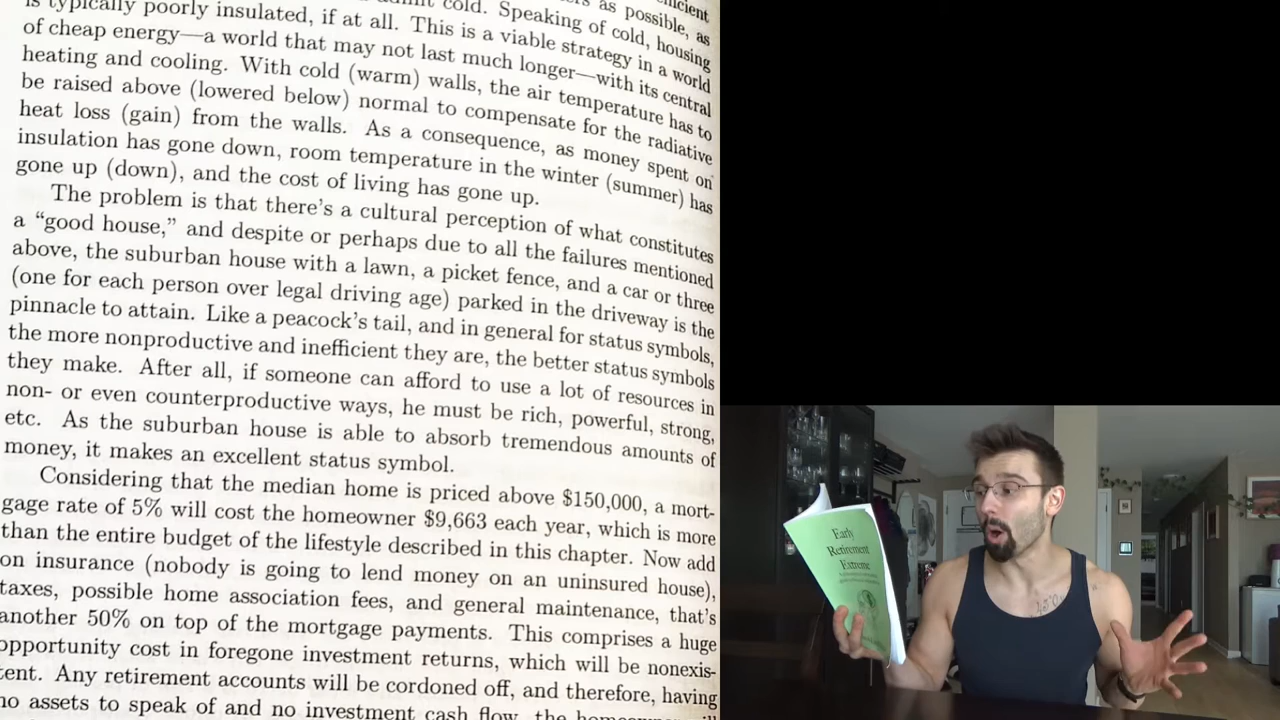 icient
admit cold. Speaking of cold, housing
as possible, as
is typically poorly insulated, if at all. This is a viable strategy in a world
of cheap energy—a world that may not last much longer—with its central
heating and cooling. With cold (warm) walls, the air temperature has to
be raised above (lowered below) normal to compensate for the radiative
heat loss (gain) from the walls. As a consequence, as money spent on
insulation has gone down, room temperature in the winter (summer) has
gone up (down), and the cost of living has gone up.
The problem is that there's a cultural perception of what constitutes
a “good house,” and despite or perhaps due to all the failures mentioned
above, the suburban house with a lawn, a picket fence, and a car or three
(one for each person over legal driving age) parked in the driveway is the
pinnacle to attain. Like a peacock's tail, and in general for status symbols,
the more nonproductive and inefficient they are, the better status symbols
they make. After all, if someone can afford to use a lot of resources in
non- or even counterproductive ways, he must be rich, powerful, strong,
etc. As the suburban house is able to absorb tremendous amounts of
money, it makes an excellent status symbol.
Considering that the median home is priced above $150,000, a mort-
gage rate of 5% will cost the homeowner $9,663 each year, which is more
than the entire budget of the lifestyle described in this chapter. Now add
on insurance (nobody is going to lend money on an uninsured house),
taxes, possible home association fees, and general maintenance, that's
another 50% on top of the mortgage payments. This comprises a huge
opportunity cost in foregone investment returns, which will be nonexis-
tent. Any retirement accounts will be cordoned off, and therefore, having
no assets to speak of and no investment cash flow, the
Early
Retirement
Extreme